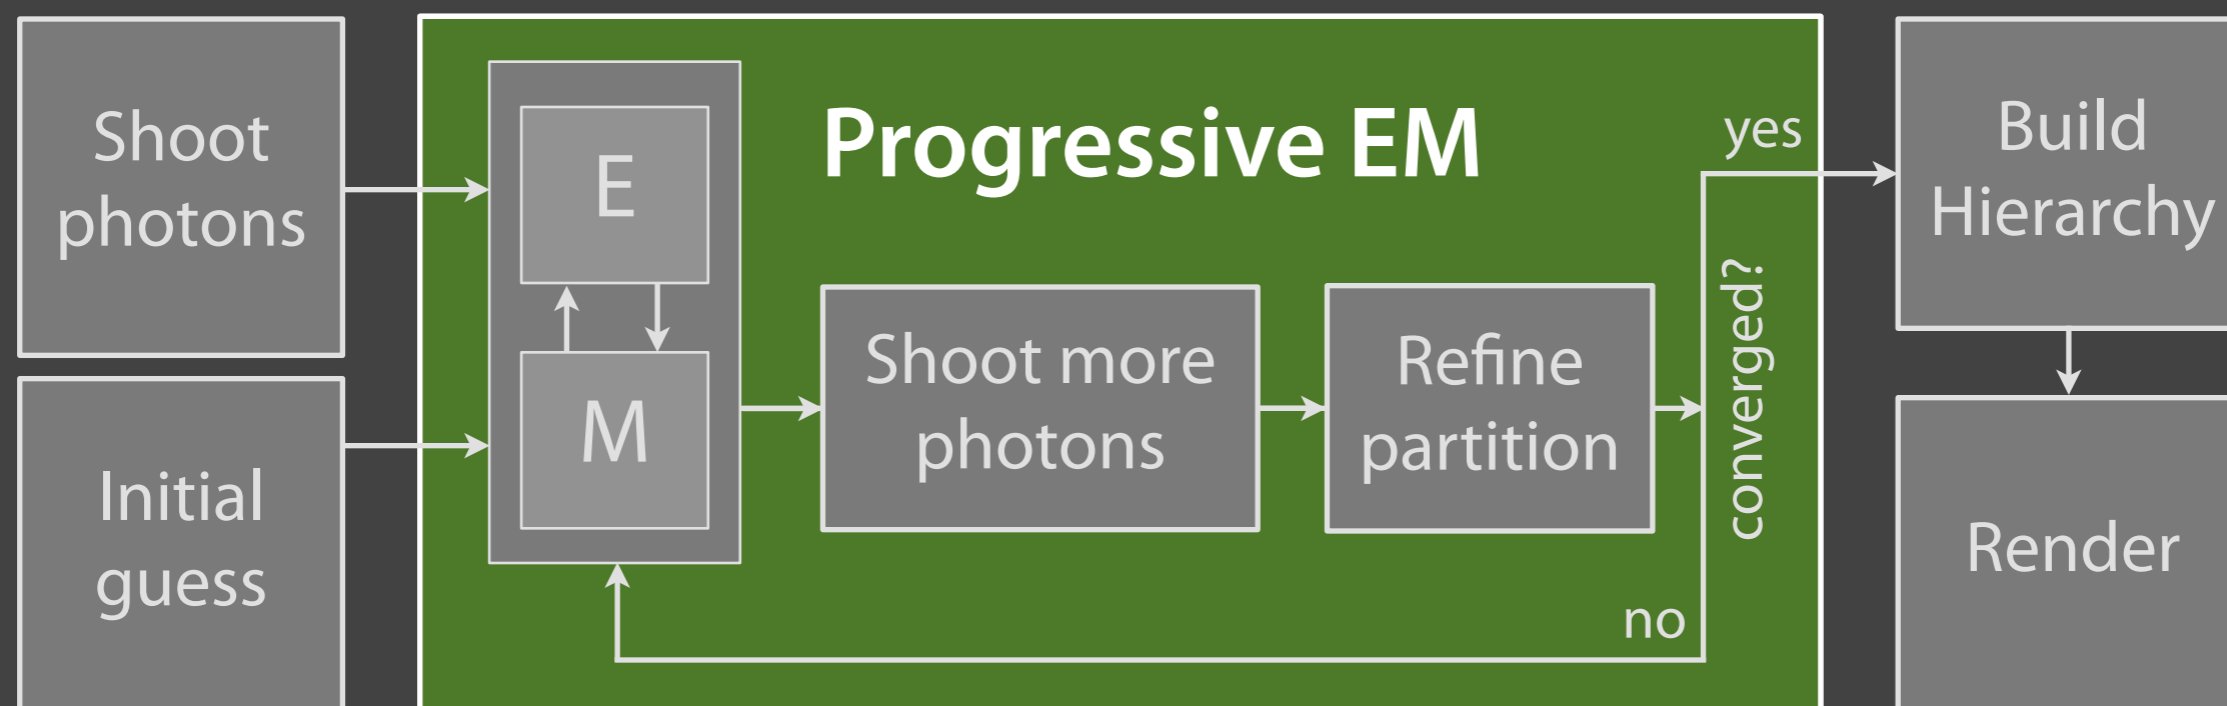 Shoot
photons
Initial
guess
E
M
Progressive EM
Shoot more
photons
Refine
partition
converged?
yes
no
Build
Hierarchy
Render